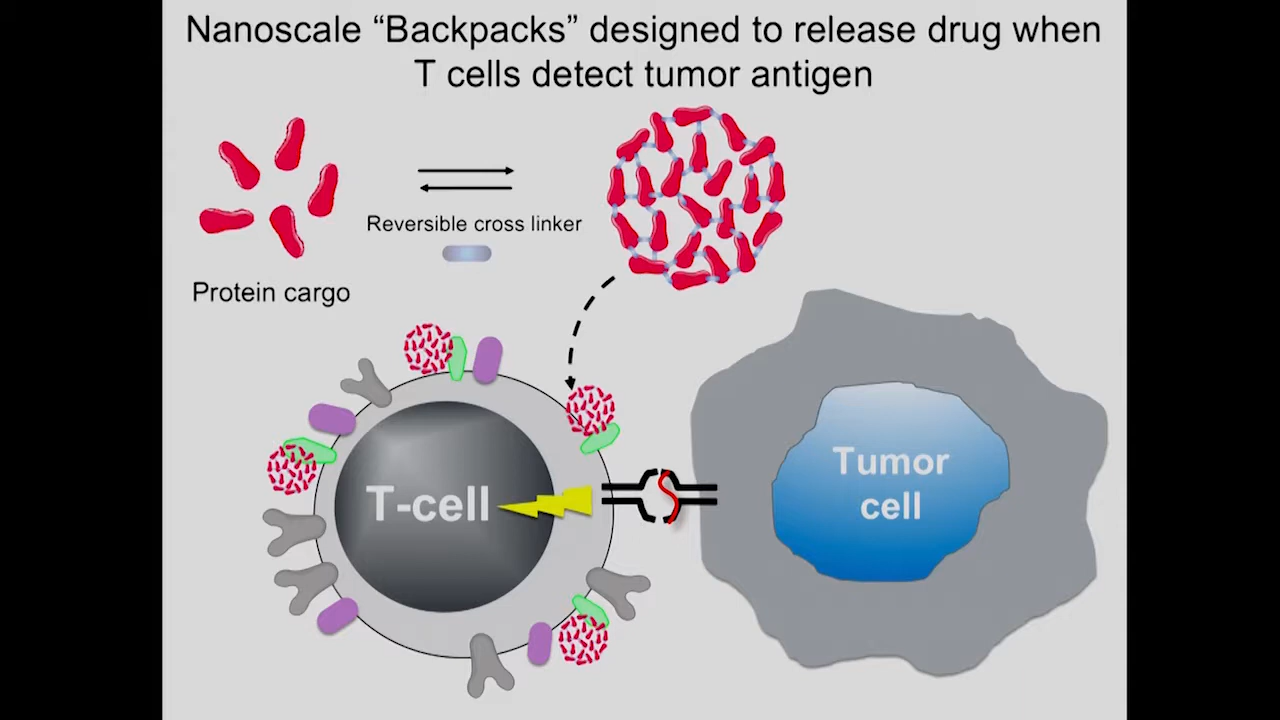 Nanoscale “Backpacks” designed to release drug when
T cells detect tumor antigen
Reversible cross linker
Protein cargo
Tumor
cell
T-cell